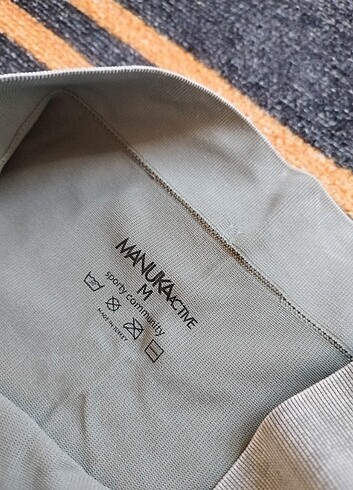 MANUKA ACTIVE
M
sporty community
MADE IN TURKEY